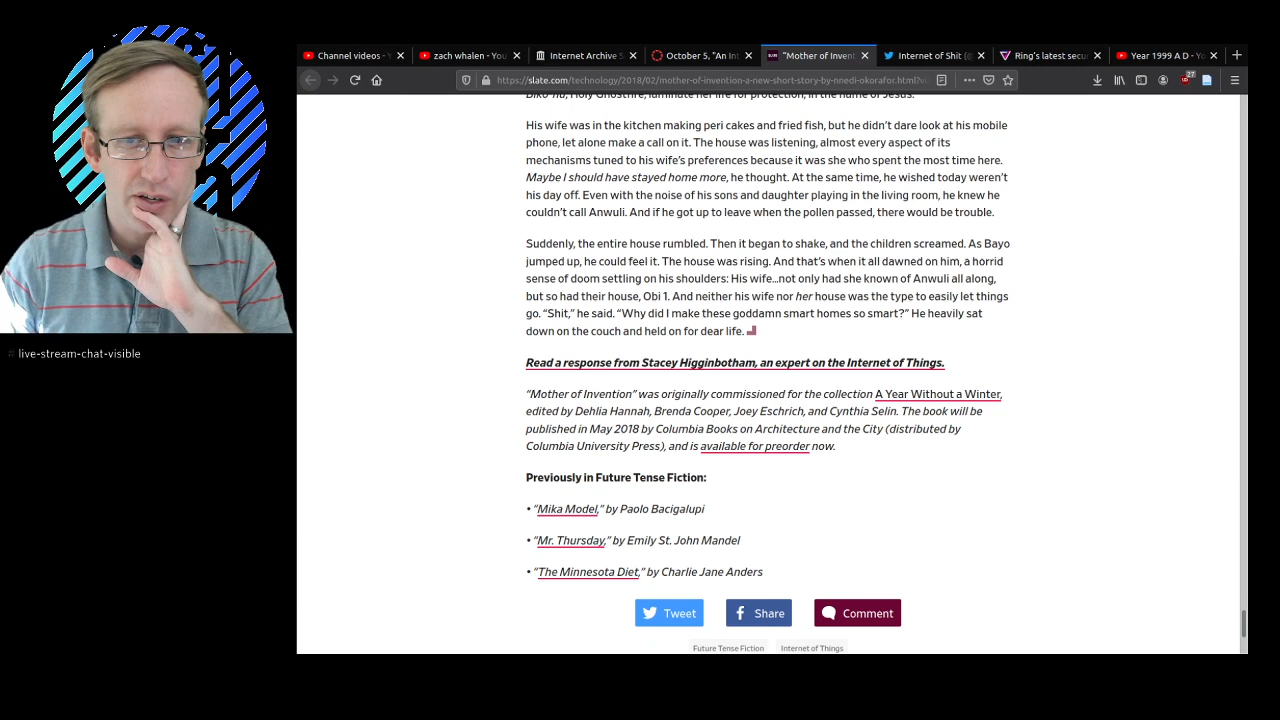 Channel videos - Y
zach whalen - You
Internet Archive S
October 5, "An Int
"Mother of Invent
Internet of Shit (@
Ring's latest secu
Year 1999 A D - Yo
https://slate.com/technology/2018/02/mother-of-invention-a-new-short-story-by-nnedi-okorafor.html?v
27
His wife was in the kitchen making peri cakes and fried fish, but he didn't dare look at his mobile
phone, let alone make a call on it. The house was listening, almost every aspect of its
mechanisms tuned to his wife's preferences because it was she who spent the most time here.
Maybe I should have stayed home more, he thought. At the same time, he wished today weren't
his day off. Even with the noise of his sons and daughter playing in the living room, he knew he
couldn't call Anwuli. And if he got up to leave when the pollen passed, there would be trouble.
Suddenly, the entire house rumbled. Then it began to shake, and the children screamed. As Bayo
jumped up, he could feel it. The house was rising. And that's when it all dawned on him, a horrid
sense of doom settling on his shoulders: His wife…not only had she known of Anwuli all along,
but so had their house, Obi 1. And neither his wife nor her house was the type to easily let things
go. "Shit," he said. "Why did I make these goddamn smart homes so smart?" He heavily sat
down on the couch and held on for dear life.
Read a response from Stacey Higginbotham, an expert on the Internet of Things.
"Mother of Invention" was originally commissioned for the collection A Year Without a Winter,
edited by Dehlia Hannah, Brenda Cooper, Joey Eschrich, and Cynthia Selin. The book will be
published in May 2018 by Columbia Books on Architecture and the City (distributed by
Columbia University Press), and is available for preorder now.
Previously in Future Tense Fiction:
• "Mika Model," by Paolo Bacigalupi
• "Mr. Thursday," by Emily St. John Mandel
• "The Minnesota Diet," by Charlie Jane Anders
Tweet
Share
Comment
Future Tense Fiction
Internet of Things
# live-stream-chat-visible